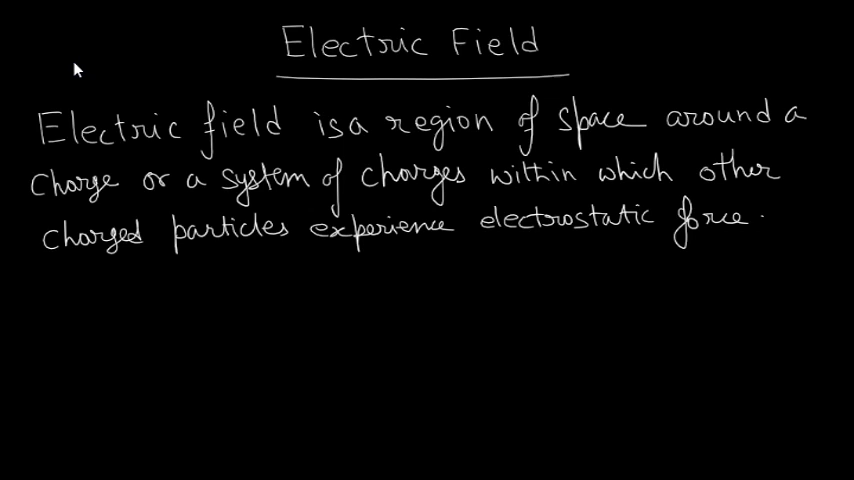 Electric Field
Electric field is a region of space around a
charge or a system of charges within which other
charged particles experience electrostatic force.